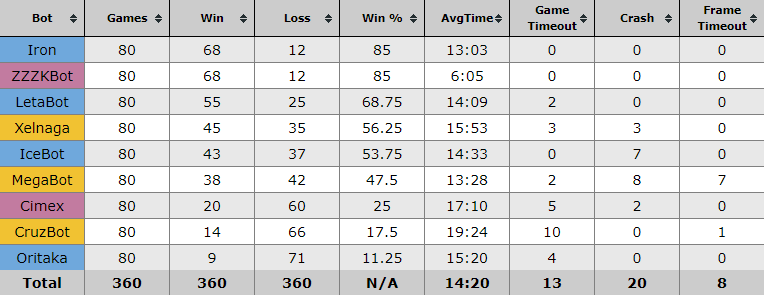 Bot Games Win Loss Win % AvgTime Game Timeout Crash Frame Timeout
Iron 80 68 12 85 13:03 0 0 0
ZZZKBot 80 68 12 85 6:05 0 0 0
LetaBot 80 55 25 68.75 14:09 2 0 0
Xelnaga 80 45 35 56.25 15:53 3 3 0
IceBot 80 43 37 53.75 14:33 0 7 0
MegaBot 80 38 42 47.5 13:28 2 8 7
Cimex 80 20 60 25 17:10 5 2 0
CruzBot 80 14 66 17.5 19:24 10 0 1
Oritaka 80 9 71 11.25 15:20 4 0 0
Total 360 360 360 N/A 14:20 13 20 8